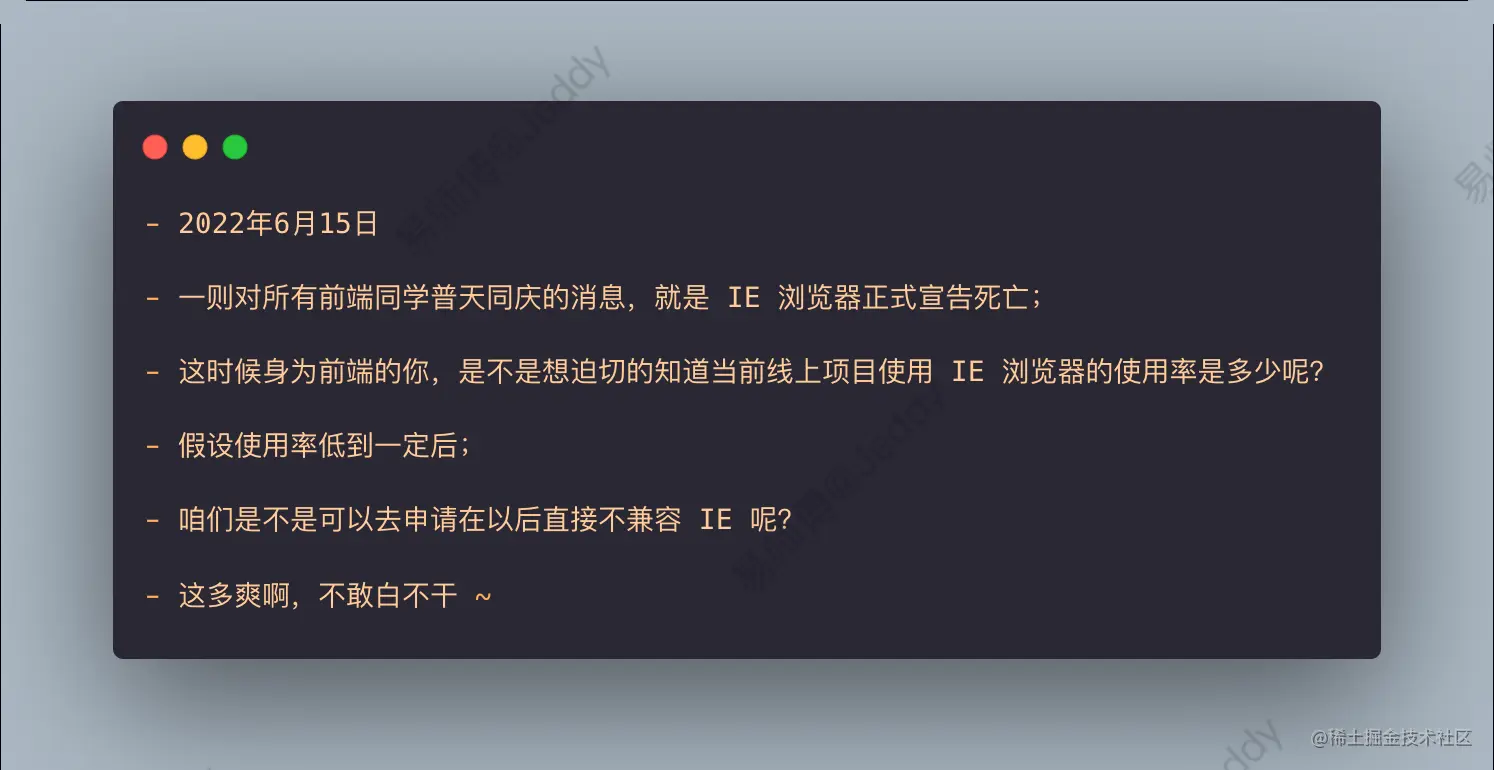 - 2022年6月15日
- 一则对所有前端同学普天同庆的消息，就是 IE 浏览器正式宣告死亡；
- 这时候身为前端的你，是不是想迫切的知道当前线上项目使用 IE 浏览器的使用率是多少呢？
- 假设使用率低到一定后；
- 咱们是不是可以去申请在以后直接不兼容 IE 呢？
- 这多爽啊，不敢白不干 ~
@稀土掘金技术社区